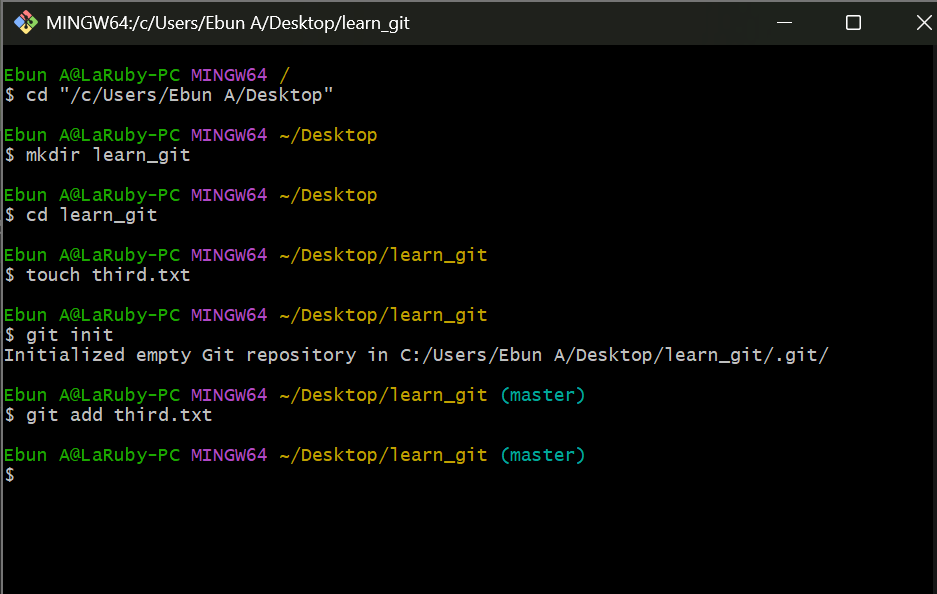 MINGW64:/c/Users/Ebun A/Desktop/learn_git
Ebun A@LaRuby-PC MINGW64 /
$ cd "/c/Users/Ebun A/Desktop"
Ebun A@LaRuby-PC MINGW64 ~/Desktop
$ mkdir learn_git
Ebun A@LaRuby-PC MINGW64 ~/Desktop
$ cd learn_git
Ebun A@LaRuby-PC MINGW64 ~/Desktop/learn_git
$ touch third.txt
Ebun A@LaRuby-PC MINGW64 ~/Desktop/learn_git
$ git init
Initialized empty Git repository in C:/Users/Ebun A/Desktop/learn_git/.git/
Ebun A@LaRuby-PC MINGW64 ~/Desktop/learn_git (master)
$ git add third.txt
Ebun A@LaRuby-PC MINGW64 ~/Desktop/learn_git (master)
$